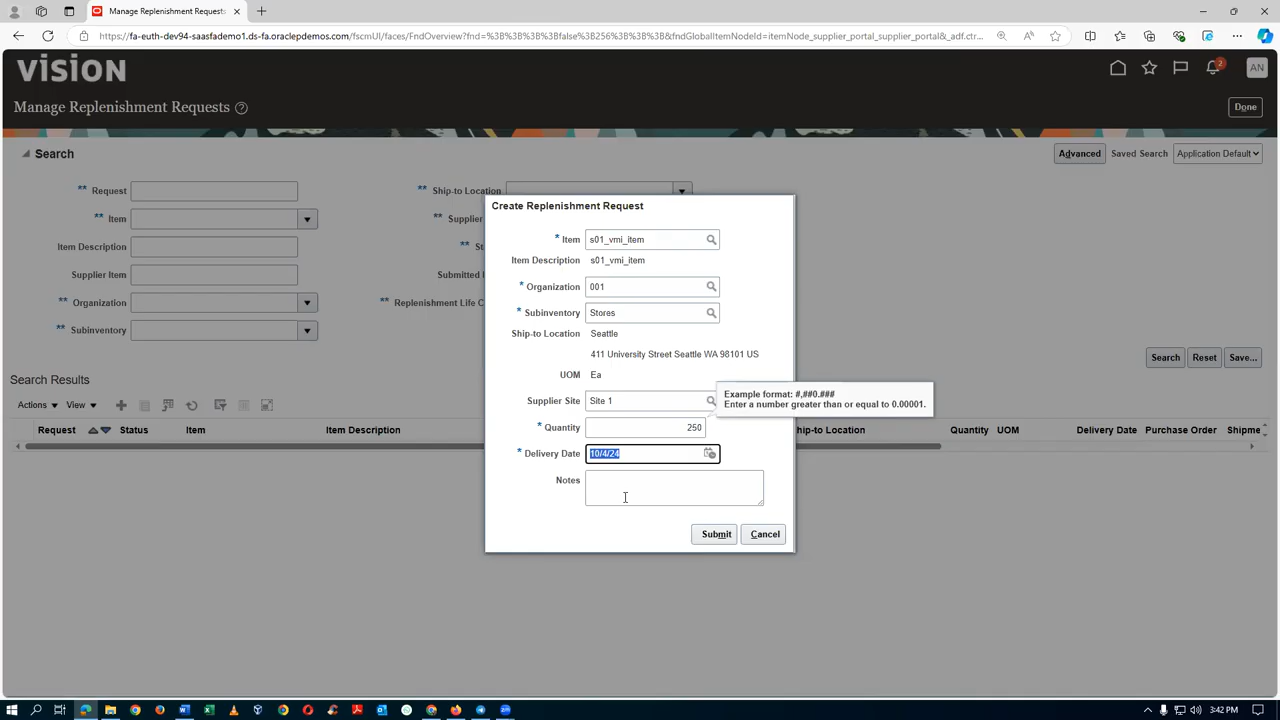 Manage Replenishment Requests
https://fa-euth-dev94-saasfademo1.ds-fa.oraclepdemos.com/fscmUI/faces/FndOverview?fnd=%3B%3B%3B%3Bfalse%3B256%3B%3B%3B&fndGlobalItemNodeId=itemNode_supplier_portal_supplier_portal&_adf.ctr...
vision
2
AN
Manage Replenishment Requests
Done
Search
Advanced
Saved Search
Application Default
** Request
** Ship-to Location
** Item
** Supplier
Item Description
** St
Supplier Item
Submitted
** Organization
** Replenishment Life C
** Subinventory
Search
Reset
Save...
Create Replenishment Request
* Item
s01_vmi_item
Item Description
s01_vmi_item
* Organization
001
* Subinventory
Stores
Ship-to Location
Seattle
411 University Street Seattle WA 98101 US
UOM
Ea
Supplier Site
Site 1
Example format: #,##0.###
Enter a number greater than or equal to 0.00001.
* Quantity
250
* Delivery Date
10/4/24
Notes
Submit
Cancel
Search Results
Actions
View
Request
Status
Item
Item Description
hip-to Location
Quantity
UOM
Delivery Date
Purchase Order
Shipme
3:42 PM